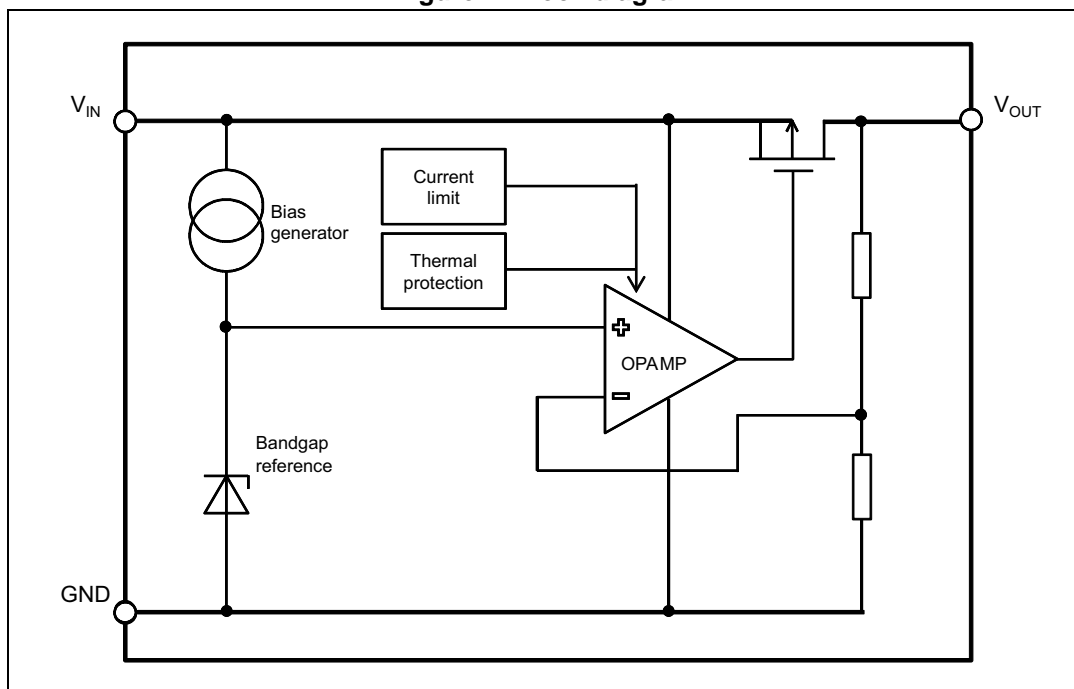 V_IN
V_OUT
Current
limit
Bias
generator
Thermal
protection
+
OPAMP
-
Bandgap
reference
GND